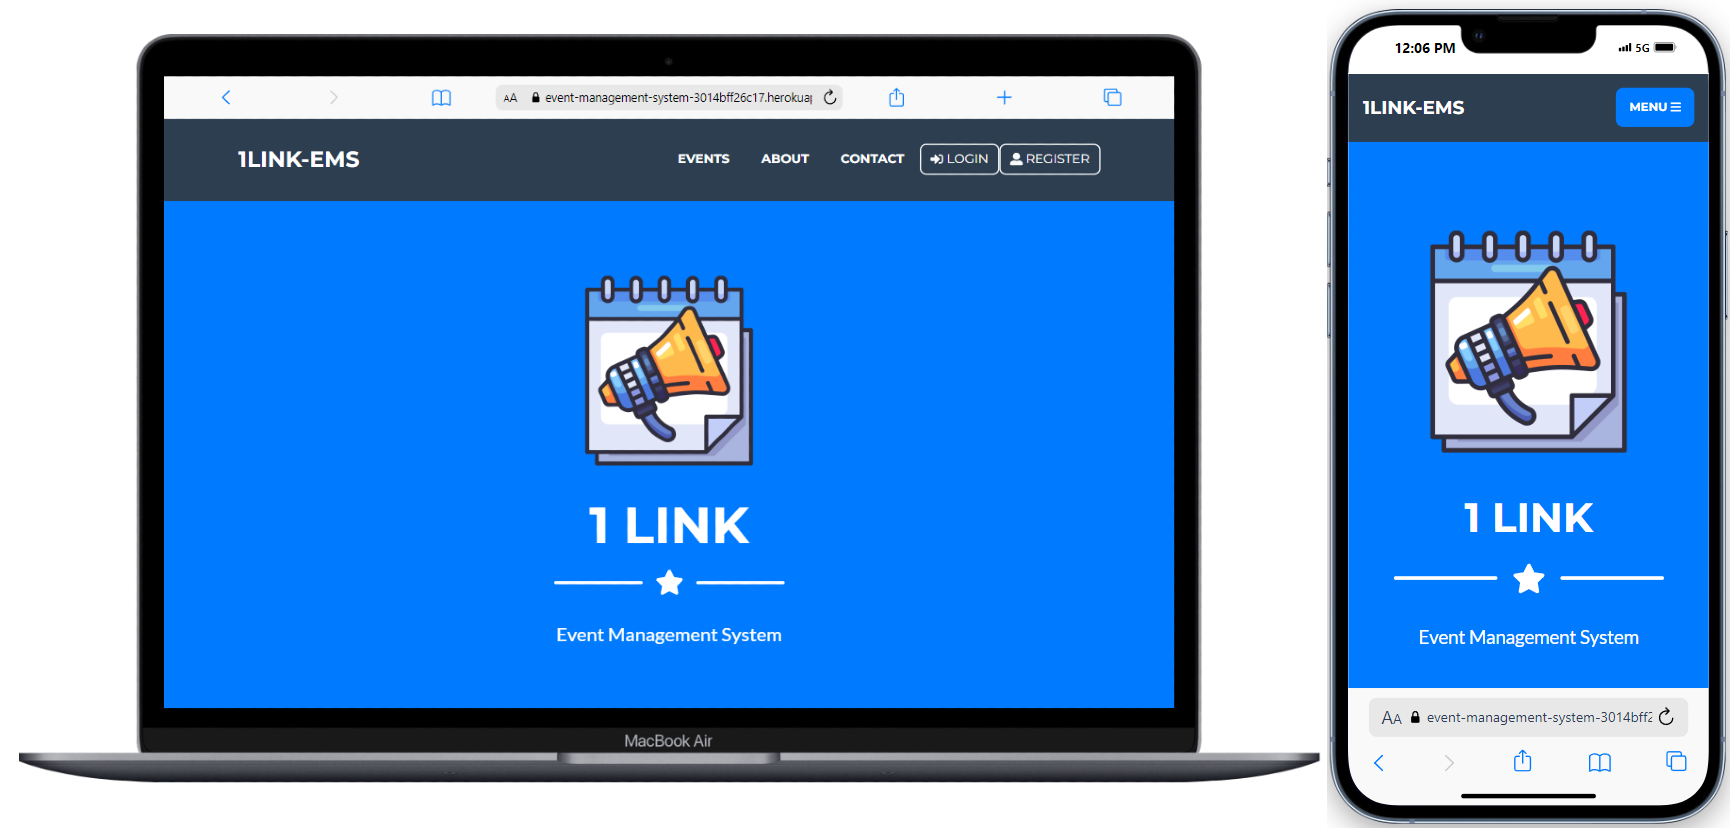 AA event-management-system-3014bff26c17.herokuap
1LINK-EMS
EVENTS ABOUT CONTACT LOGIN REGISTER
1 LINK
Event Management System
MacBook Air
12:06 PM 5G
1LINK-EMS
MENU
1 LINK
Event Management System
AA event-management-system-3014bff2